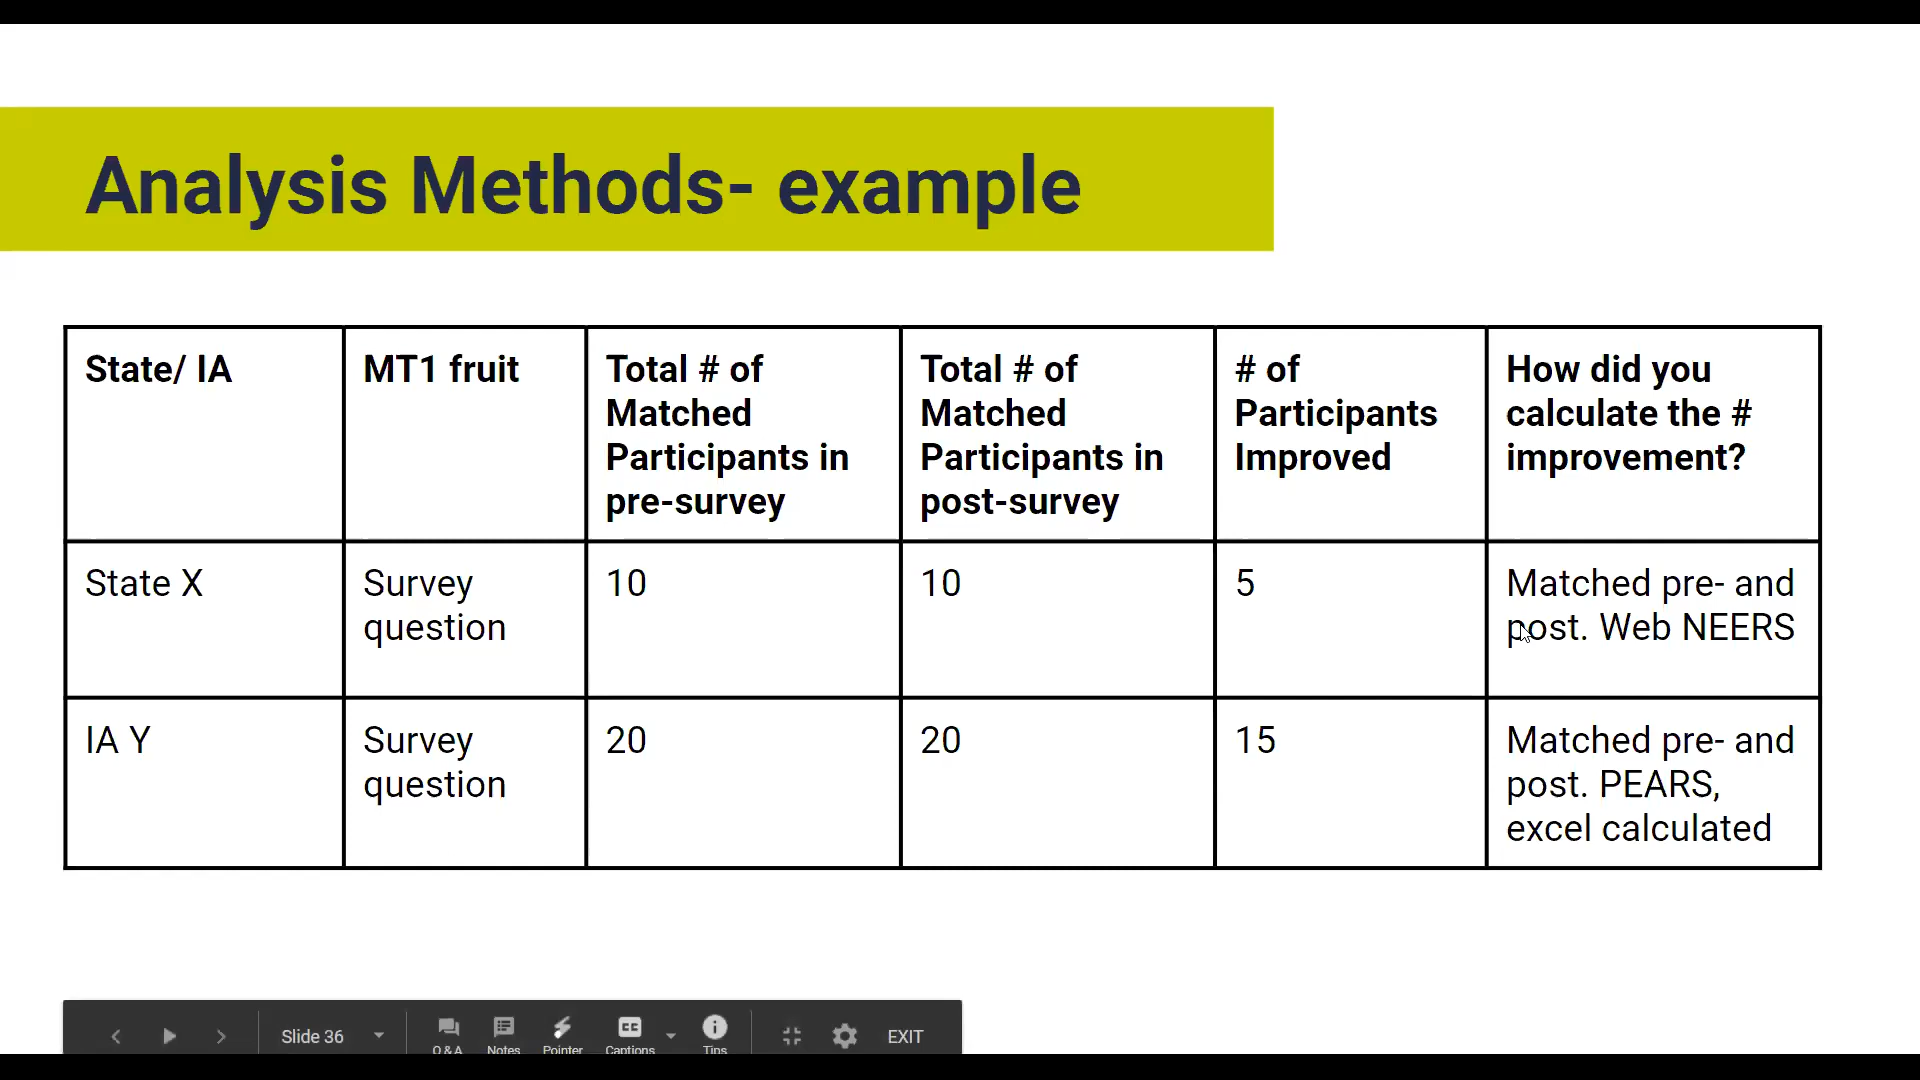 Analysis Methods- example
State/ IA
MT1 fruit
Total # of
Matched
Participants in
pre-survey
Total # of
Matched
Participants in
post-survey
# of
Participants
Improved
How did you
calculate the #
improvement?
State X
Survey
question
10
10
5
Matched pre- and
post. Web NEERS
IA Y
Survey
question
20
20
15
Matched pre- and
post. PEARS,
excel calculated
Slide 36
Q & A
Notes
Pointer
CC
Captions
Tips
EXIT